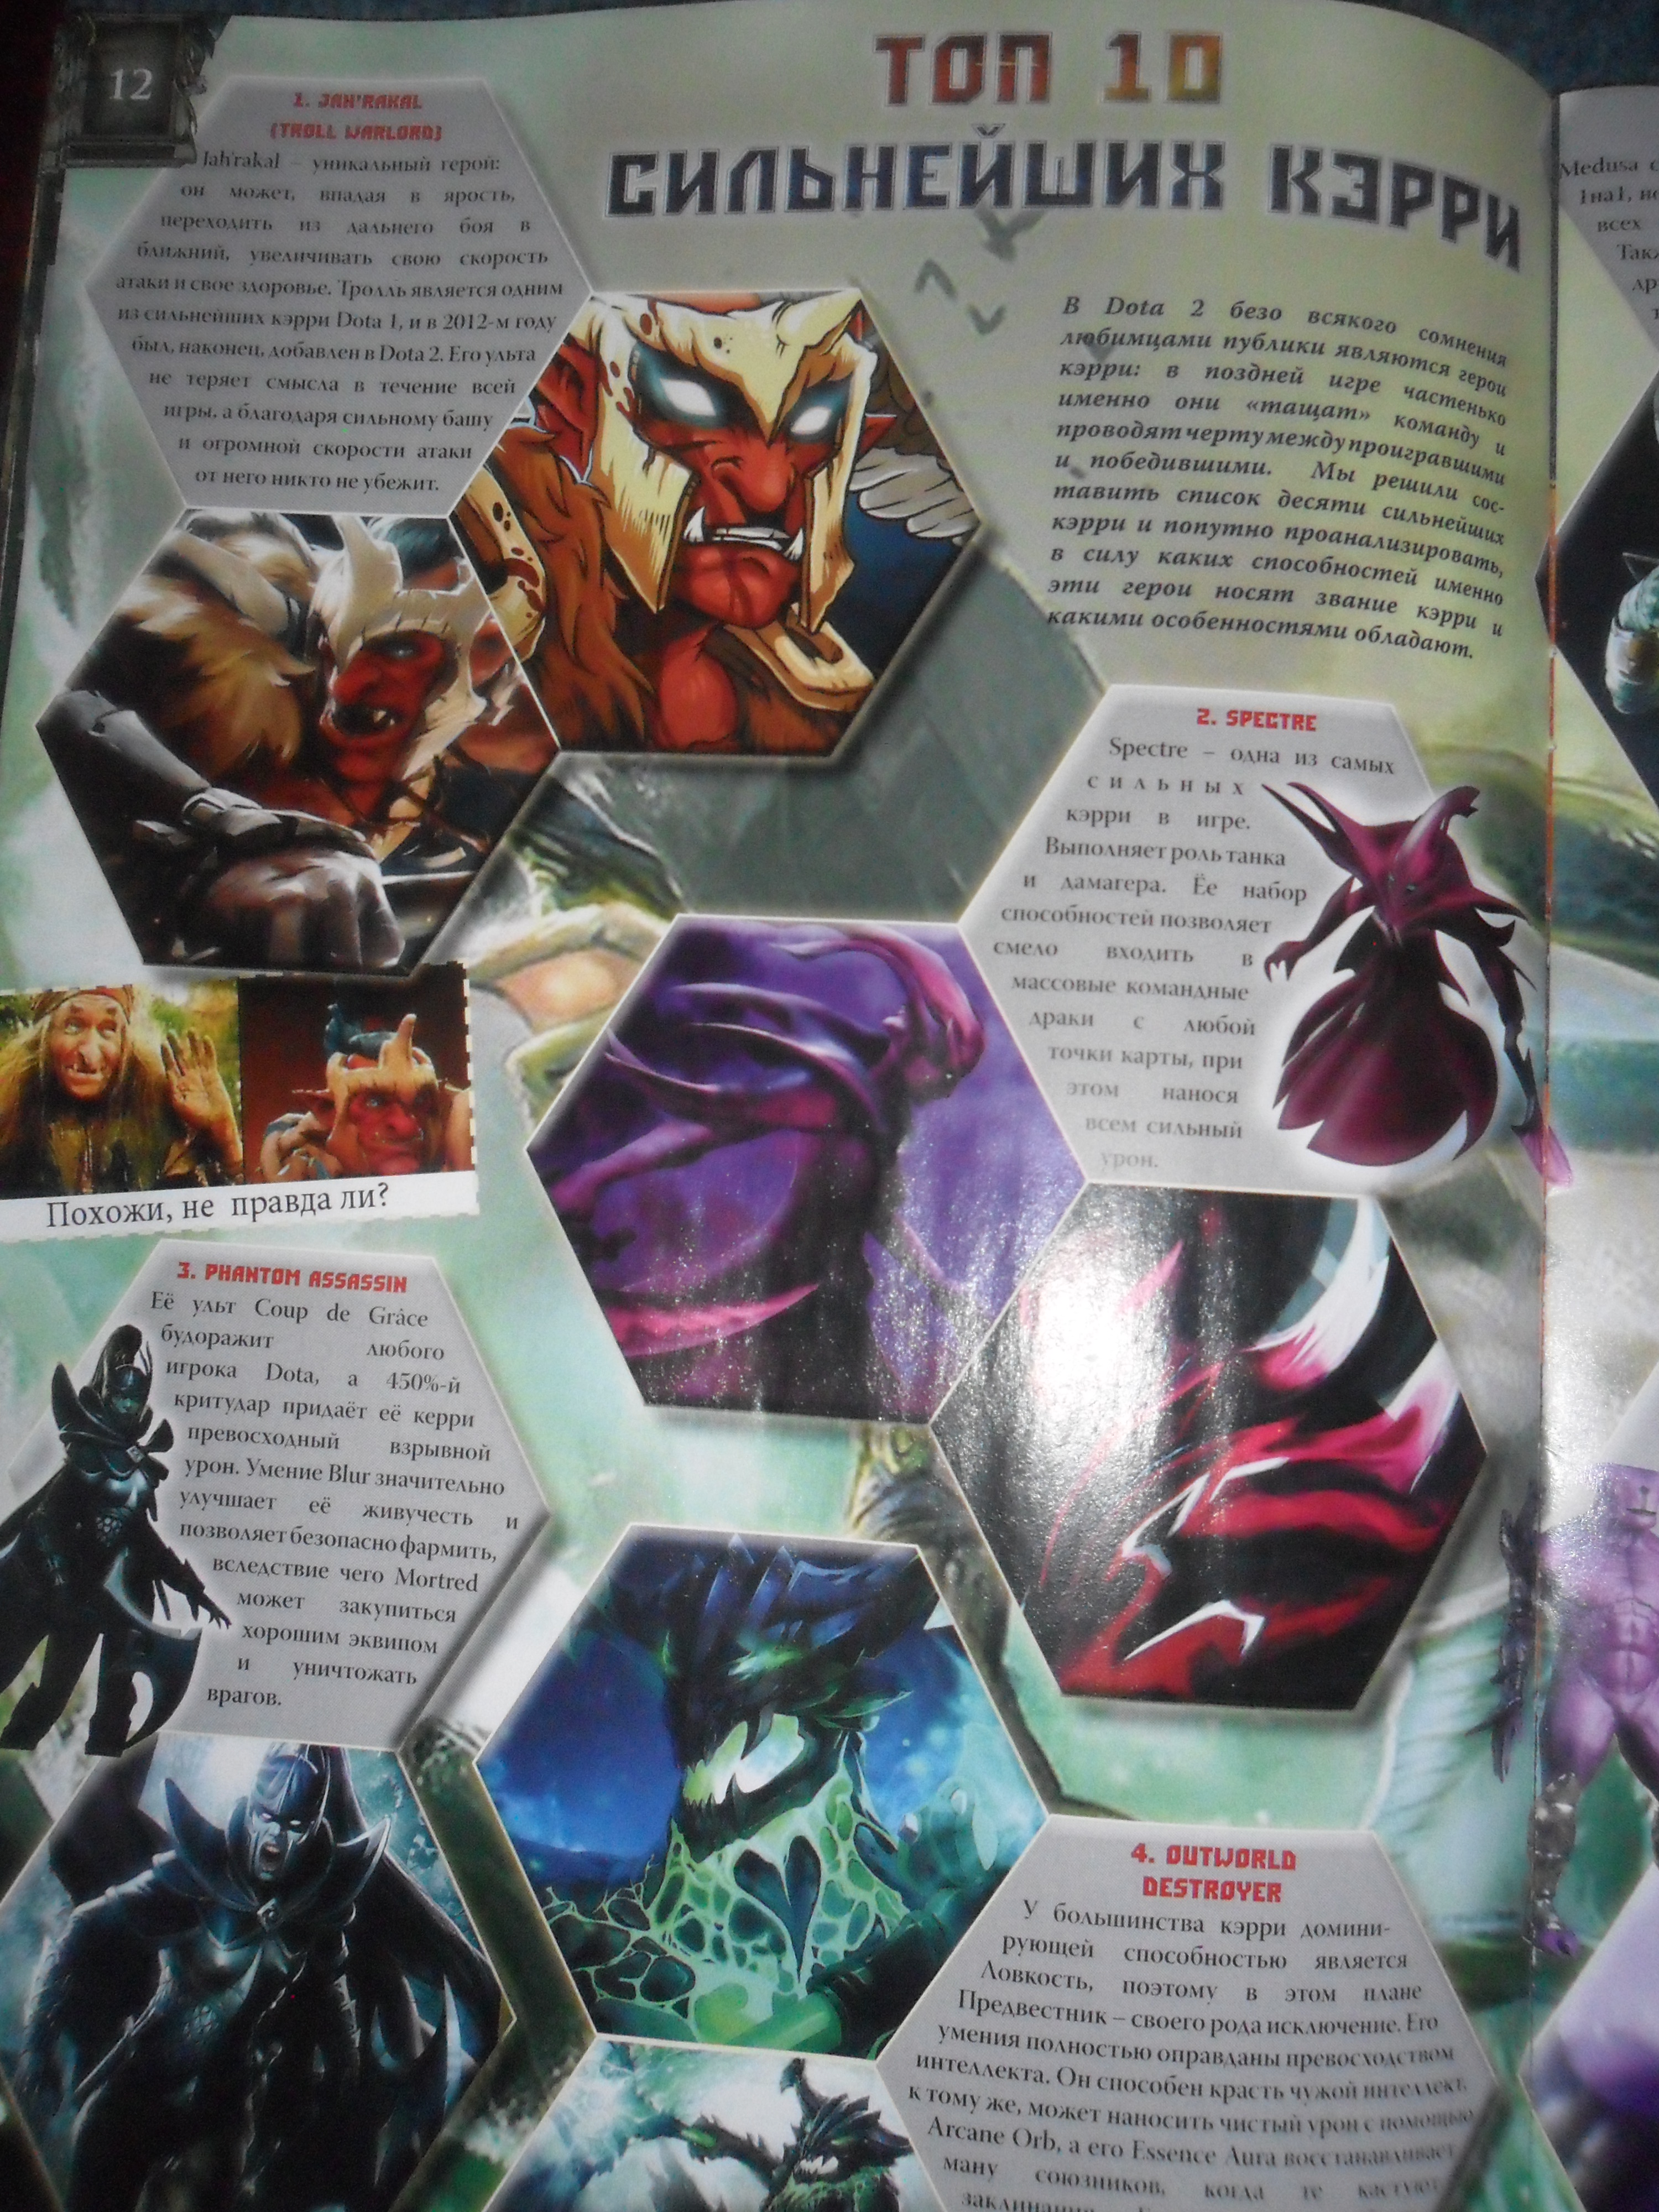 12
ТОП 10
СИЛЬНЕЙШИХ КЭРРИ
1. JAH'RAKAL
(TROLL WARLORD)
Jah'rakal – уникальный герой:
он может, впадая в ярость,
переходить из дальнего боя в
ближний, увеличивать свою скорость
атаки и свое здоровье. Тролль является одним
из сильнейших кэрри Dota 1, и в 2012-м году
был, наконец, добавлен в Dota 2. Его ульта
не теряет смысла в течение всей
игры, а благодаря сильному башу
и огромной скорости атаки
от него никто не убежит.
В Dota 2 безо всякого сомнения
любимцами публики являются герои
кэрри: в поздней игре частенько
именно они «тащат» команду и
проводят черту между проигравшими
и победившими. Мы решили сос-
тавить список десяти сильнейших
кэрри и попутно проанализировать,
в силу каких способностей именно
эти герои носят звание кэрри и
какими особенностями обладают.
2. SPECTRE
Spectre – одна из самых
сильных
кэрри в игре.
Выполняет роль танка
и дамагера. Её набор
способностей позволяет
смело входить в
массовые командные
драки с любой
точки карты, при
этом нанося
всем сильный
урон.
Похожи, не правда ли?
3. PHANTOM ASSASSIN
Её ульт Coup de Grâce
будоражит любого
игрока Dota, а 450%-й
критудар придаёт её керри
превосходный взрывной
урон. Умение Blur значительно
улучшает её живучесть и
позволяет безопасно фармить,
вследствие чего Mortred
может закупиться
хорошим эквипом
и уничтожать
врагов.
4. OUTWORLD
DESTROYER
У большинства кэрри домини-
рующей способностью является
Ловкость, поэтому в этом плане
Предвестник – своего рода исключение. Его
умения полностью оправданы превосходством
интеллекта. Он способен красть чужой интеллект,
к тому же, может наносить чистый урон с помощью
Arcane Orb, а его Essence Aura восстанавливает
ману союзников, когда те кастуют
Medusa
1на1,
всех